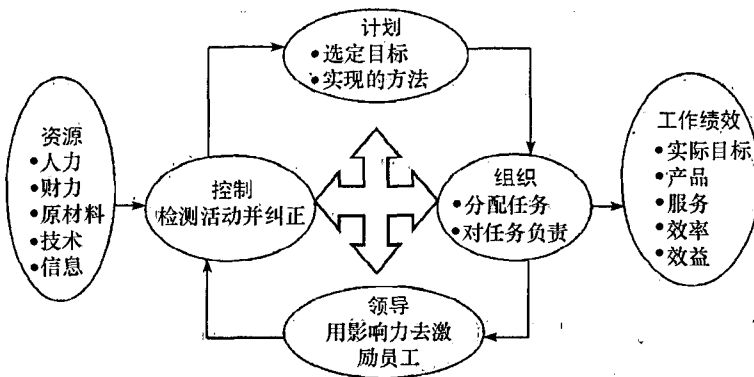 计划
•选定目标
•实现的方法
资源
•人力
•财力
•原材料
•技术
•信息
控制
检测活动并纠正
组织
•分配任务
•对任务负责
工作绩效
•实际目标
•产品
•服务
•效率
•效益
领导
用影响力去激
励员工